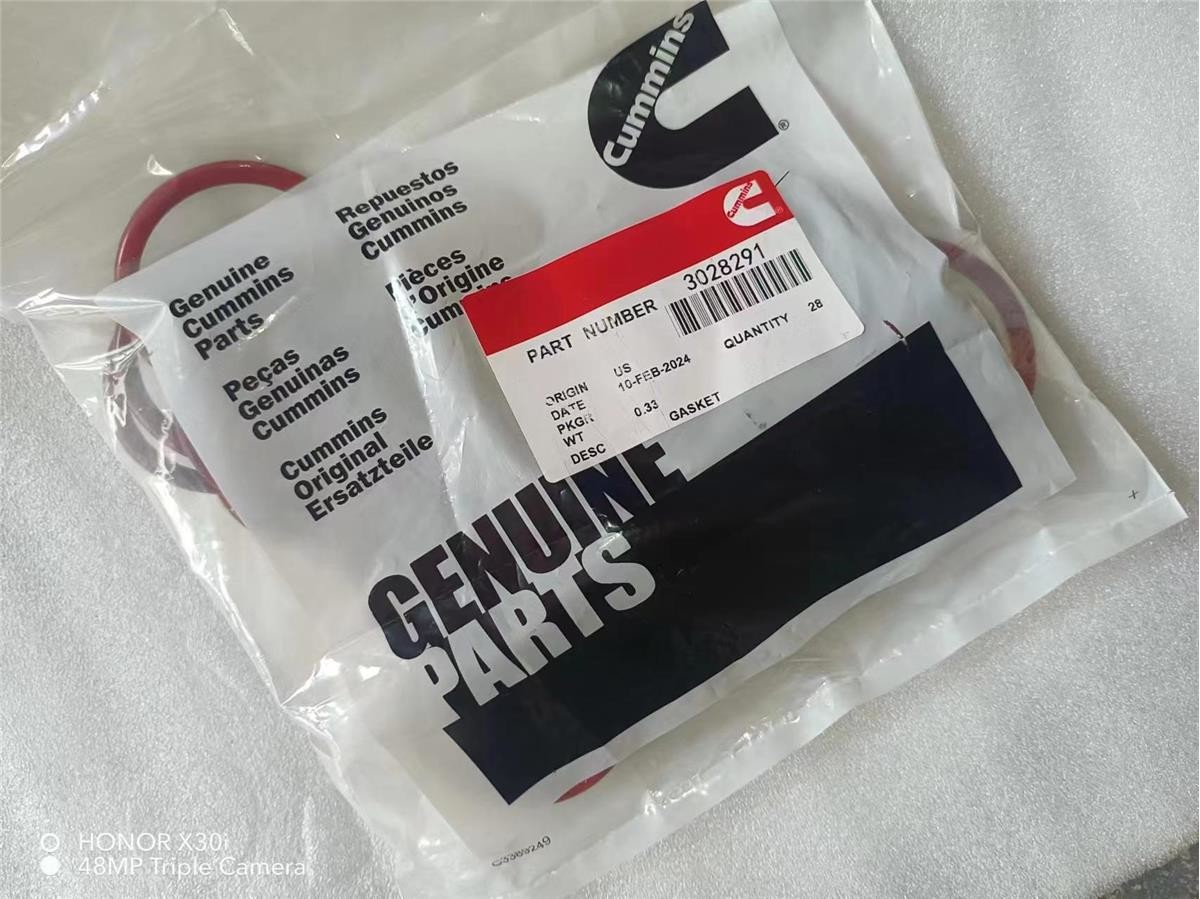 Cummins
®
Repuestos
Genuinos
Cummins
Genuine
Cummins
Parts
Pièces
d'Origine
Cummins
Peças
Genuinas
Cummins
Cummins
Original
Ersatzteile
Cummins
PART NUMBER 3028291
ORIGIN US
DATE 10-FEB-2024
QUANTITY 28
PKGR
WT 0.33
DESC GASKET
GENUINE
PARTS
HONOR X30i
48MP Triple Camera